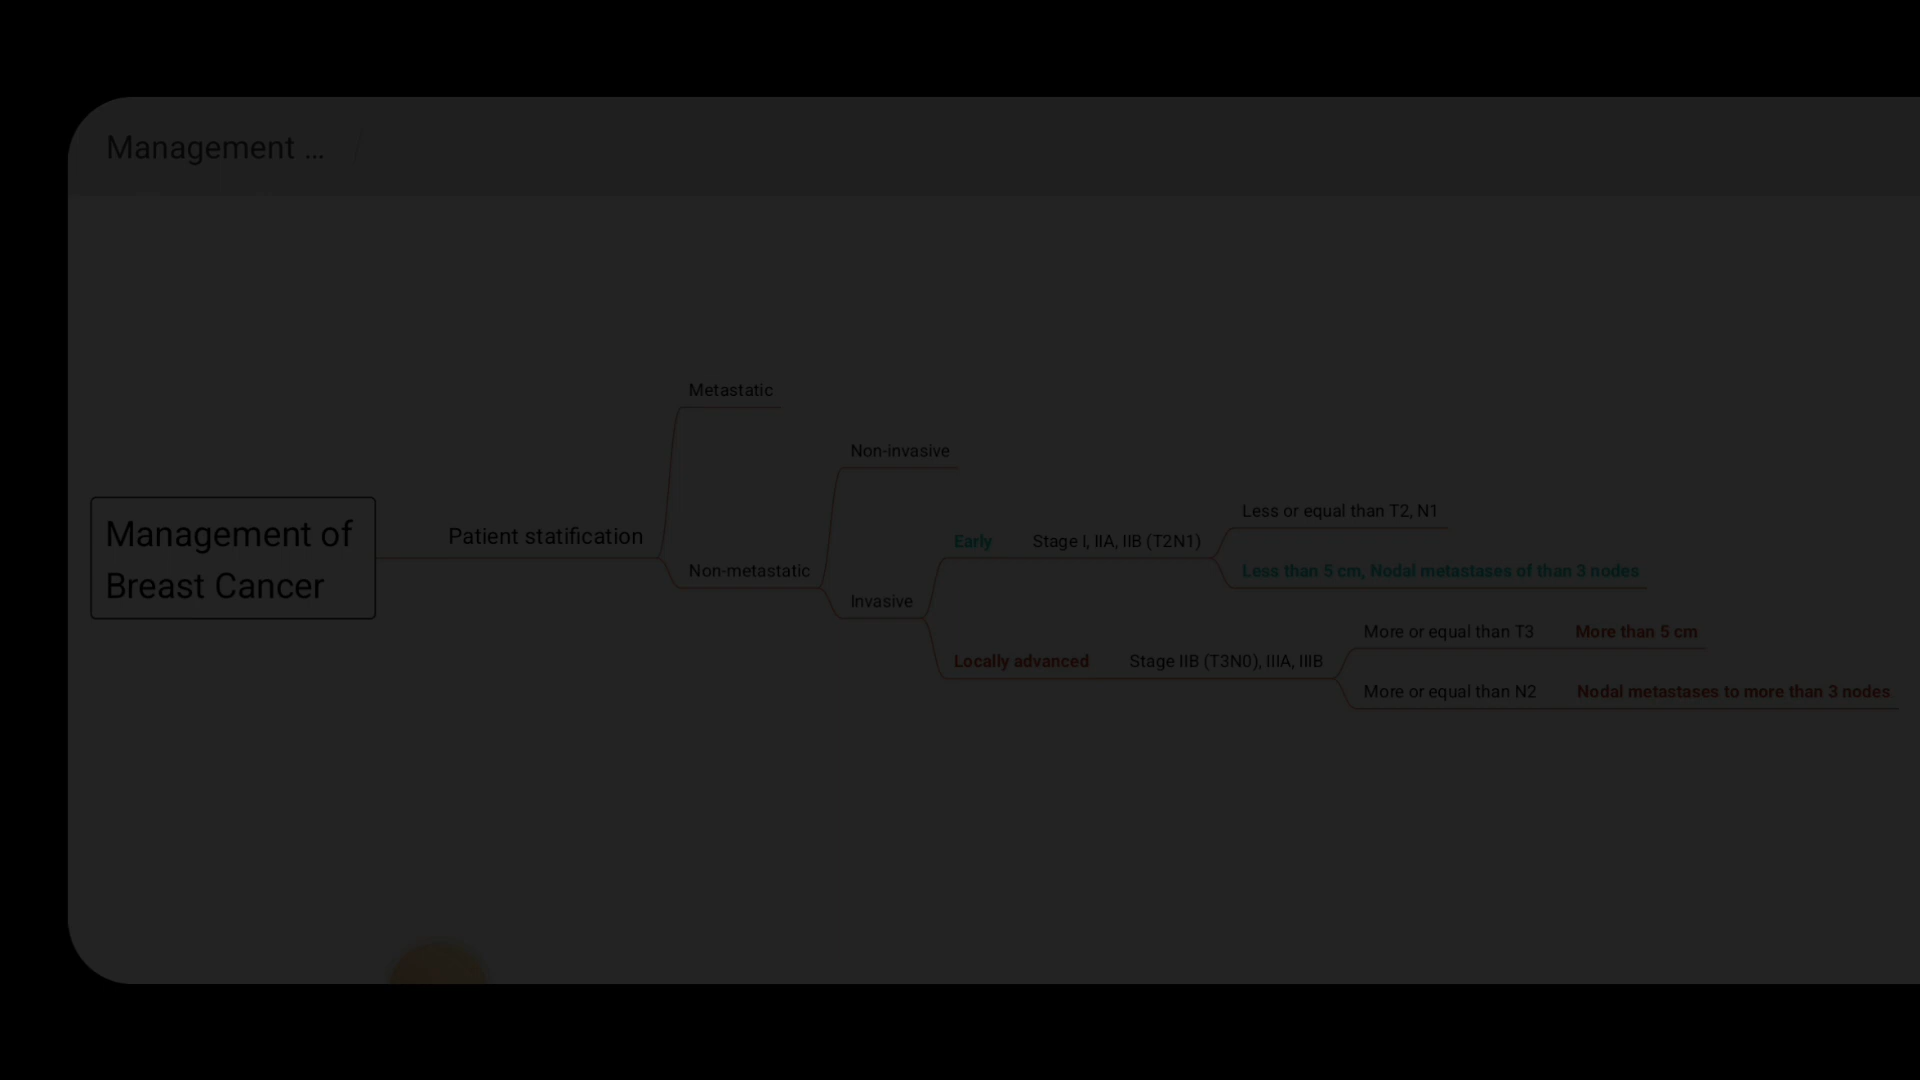 Management ...
Metastatic
Non-invasive
Less or equal than T2, N1
Management of
Breast Cancer
Patient statification
Early
Stage I, IIA, IIB (T2N1)
Non-metastatic
Less than 5 cm, Nodal metastases of than 3 nodes
Invasive
More or equal than T3
More than 5 cm
Locally advanced
Stage IIB (T3N0), IIIA, IIIB
More or equal than N2
Nodal metastases to more than 3 nodes